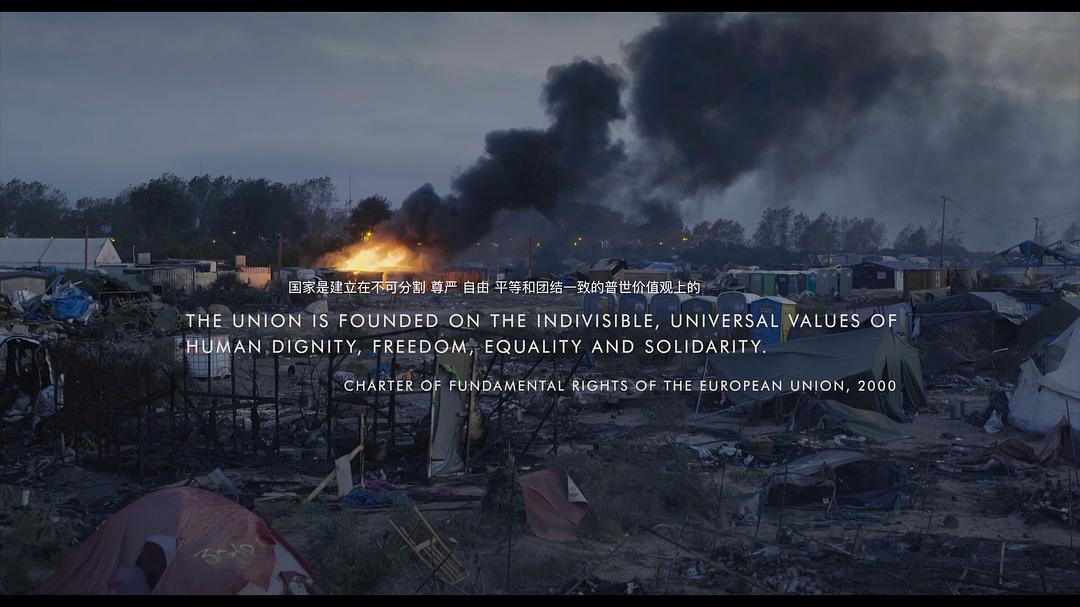 国家是建立在不可分割 尊严 自由 平等和团结一致的普世价值观上的
THE UNION IS FOUNDED ON THE INDIVISIBLE, UNIVERSAL VALUES OF
HUMAN DIGNITY, FREEDOM, EQUALITY AND SOLIDARITY.
CHARTER OF FUNDAMENTAL RIGHTS OF THE EUROPEAN UNION, 2000